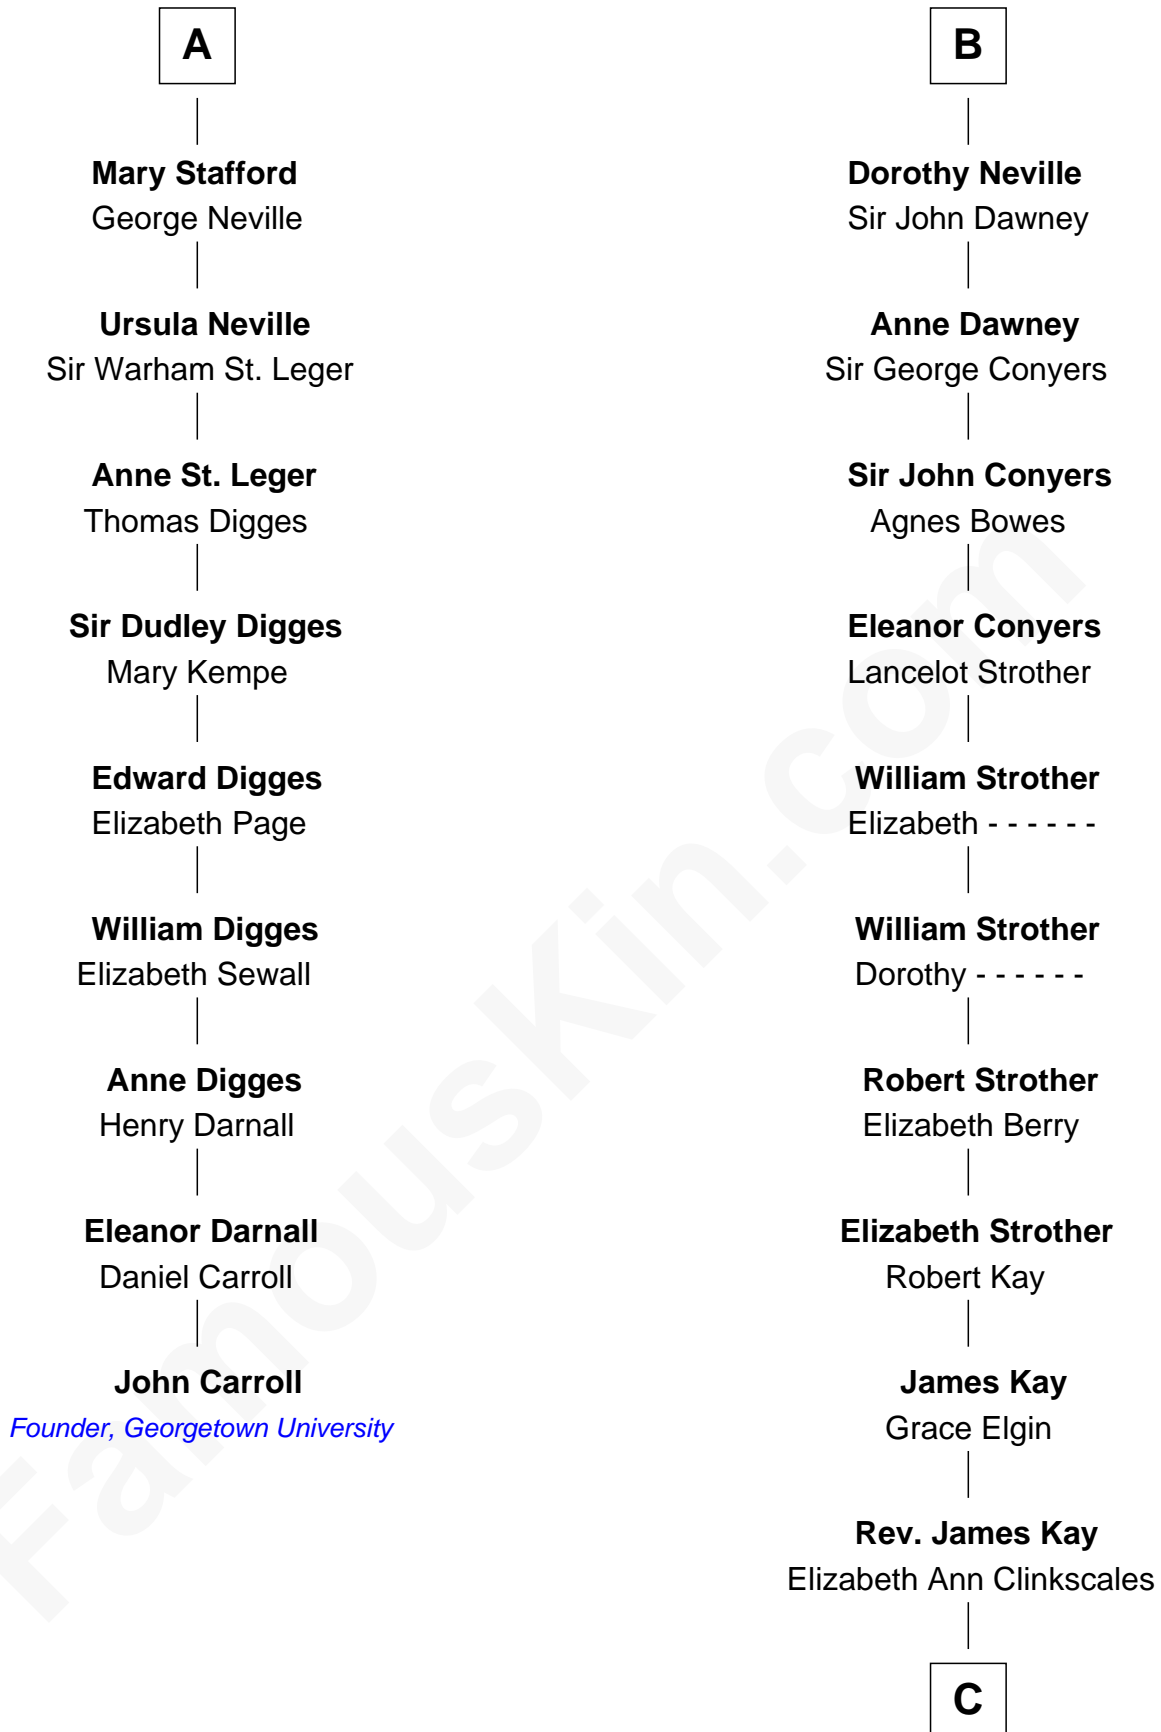 A
Mary Stafford
George Neville
Ursula Neville
Sir Warham St. Leger
Anne St. Leger
Thomas Digges
Sir Dudley Digges
Mary Kempe
Edward Digges
Elizabeth Page
William Digges
Elizabeth Sewall
Anne Digges
Henry Darnall
Eleanor Darnall
Daniel Carroll
John Carroll
Founder, Georgetown University
B
Dorothy Neville
Sir John Dawney
Anne Dawney
Sir George Conyers
Sir John Conyers
Agnes Bowes
Eleanor Conyers
Lancelot Strother
William Strother
Elizabeth - - - - - -
William Strother
Dorothy - - - - - -
Robert Strother
Elizabeth Berry
Elizabeth Strother
Robert Kay
James Kay
Grace Elgin
Rev. James Kay
Elizabeth Ann Clinkscales
C
FamousKin.com